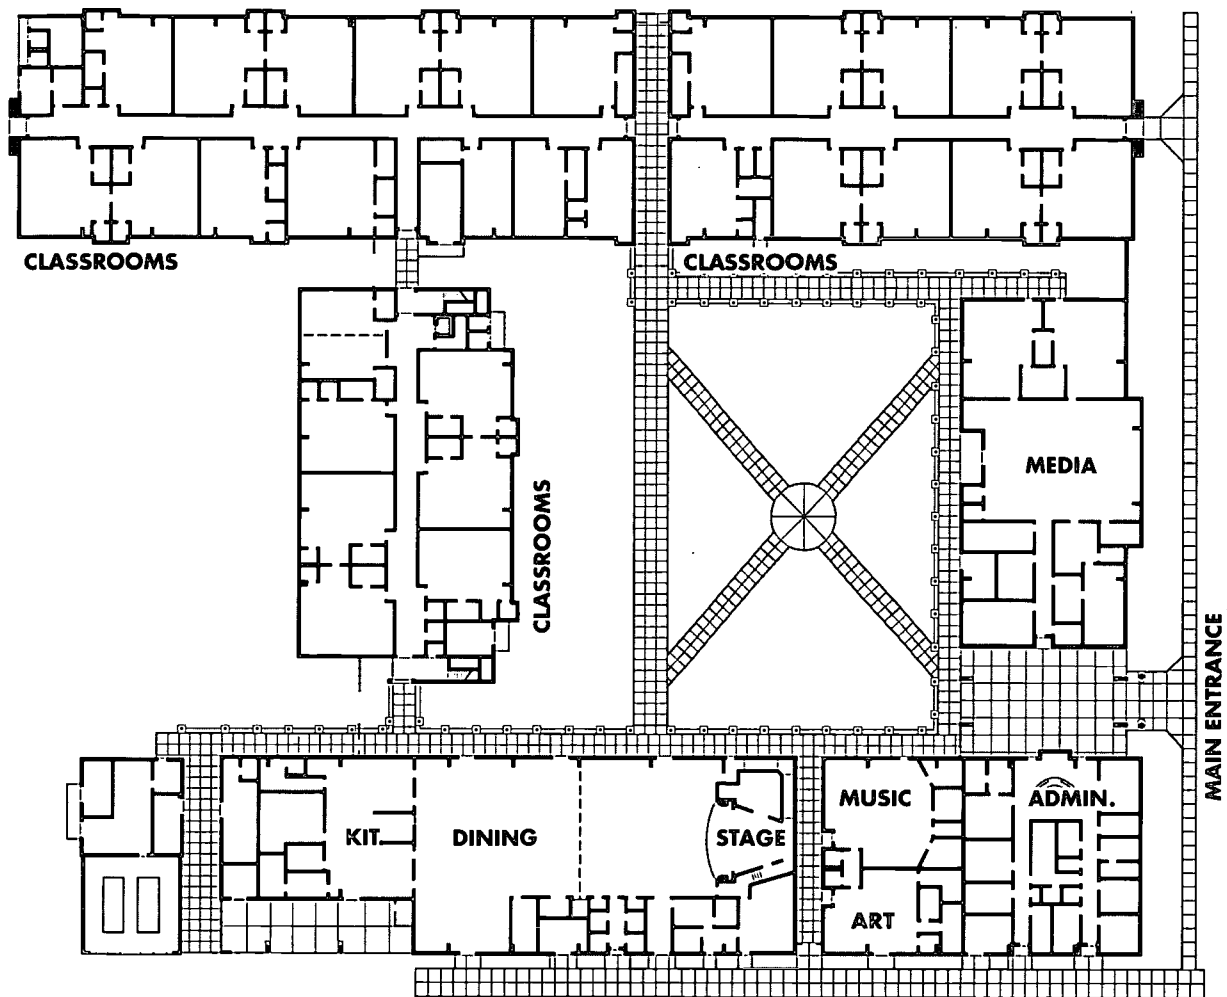 CLASSROOMS
CLASSROOMS
MEDIA
CLASSROOMS
MAIN ENTRANCE
MUSIC
ADMIN.
KIT.
DINING
STAGE
ART